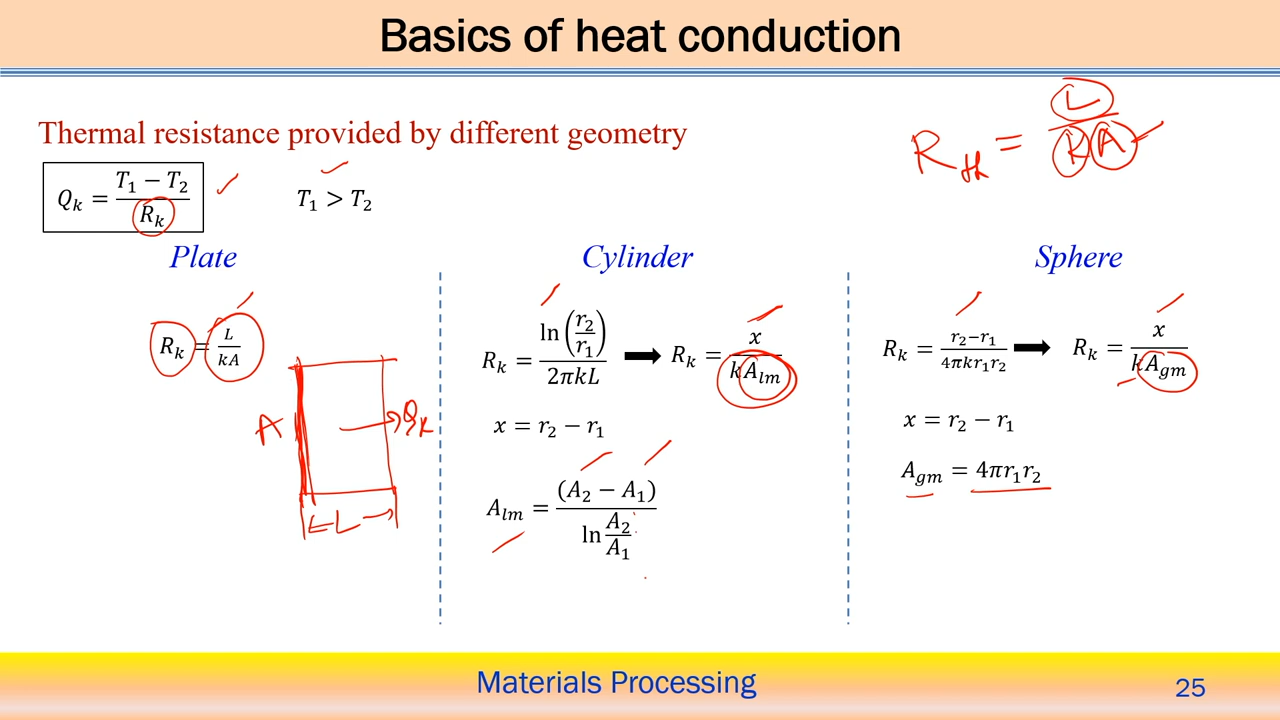 Basics of heat conduction
Thermal resistance provided by different geometry
Q_k = (T_1 − T_2) / R_k
T_1 > T_2
R_th = L / (k A)
Plate
R_k = L / (kA)
A
Q_k
L
Cylinder
R_k = ln(r_2/r_1) / (2πkL) ➡ R_k = x / (kA_lm)
x = r_2 − r_1
A_lm = (A_2 − A_1) / (ln A_2/A_1)
Sphere
R_k = (r_2−r_1) / (4πkr_1r_2) ➡ R_k = x / (kA_gm)
x = r_2 − r_1
A_gm = 4πr_1r_2
Materials Processing
25